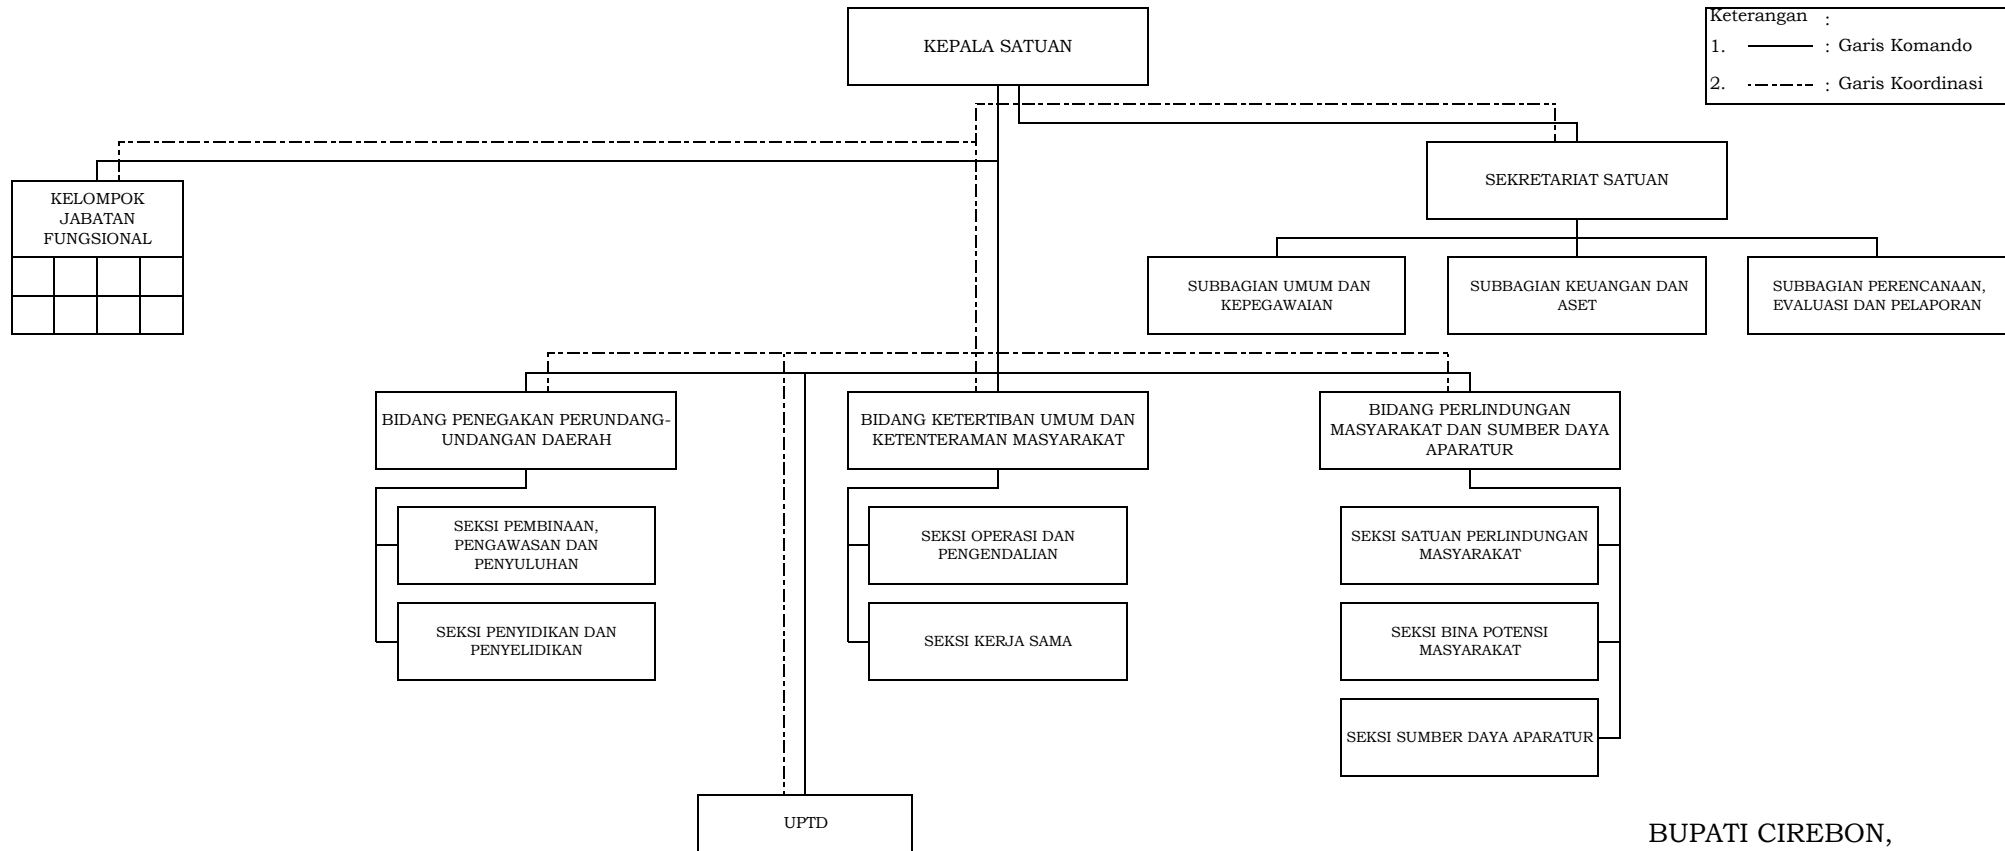 KEPALA SATUAN
Keterangan :
1. : Garis Komando
2. : Garis Koordinasi
KELOMPOK
JABATAN
FUNGSIONAL
SEKRETARIAT SATUAN
SUBBAGIAN UMUM DAN
KEPEGAWAIAN
SUBBAGIAN KEUANGAN DAN
ASET
SUBBAGIAN PERENCANAAN,
EVALUASI DAN PELAPORAN
BIDANG PENEGAKAN PERUNDANG-
UNDANGAN DAERAH
BIDANG KETERTIBAN UMUM DAN
KETENTERAMAN MASYARAKAT
BIDANG PERLINDUNGAN
MASYARAKAT DAN SUMBER DAYA
APARATUR
SEKSI PEMBINAAN,
PENGAWASAN DAN
PENYULUHAN
SEKSI OPERASI DAN
PENGENDALIAN
SEKSI SATUAN PERLINDUNGAN
MASYARAKAT
SEKSI PENYIDIKAN DAN
PENYELIDIKAN
SEKSI KERJA SAMA
SEKSI BINA POTENSI
MASYARAKAT
SEKSI SUMBER DAYA APARATUR
UPTD
BUPATI CIREBON,